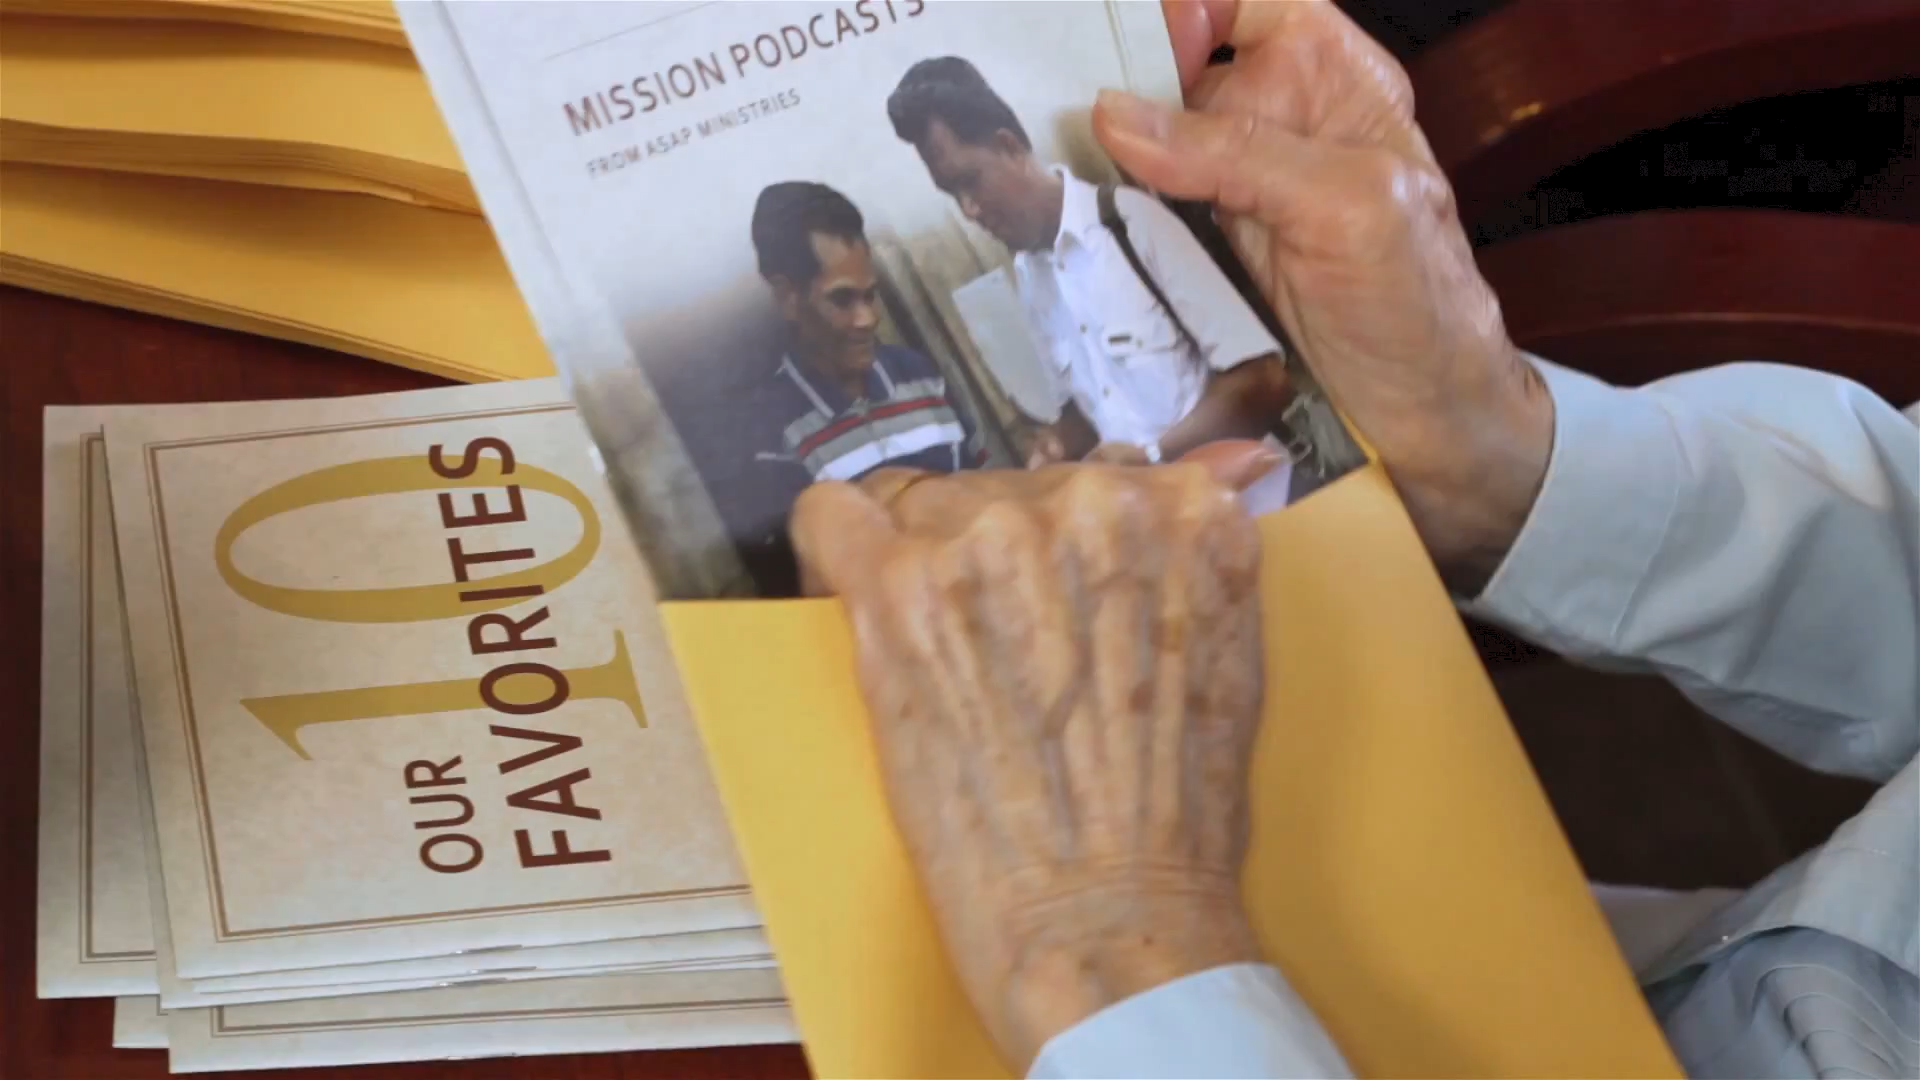 MISSION PODCASTS
FROM ASAP MINISTRIES
10
OUR
FAVORITES